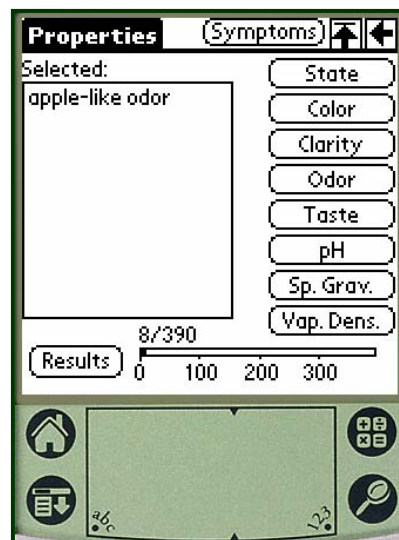 Properties (Symptoms)
Selected:
apple-like odor
State
Color
Clarity
Odor
Taste
pH
Sp. Grav.
Vap. Dens.
8/390
Results
0 100 200 300
abc 123